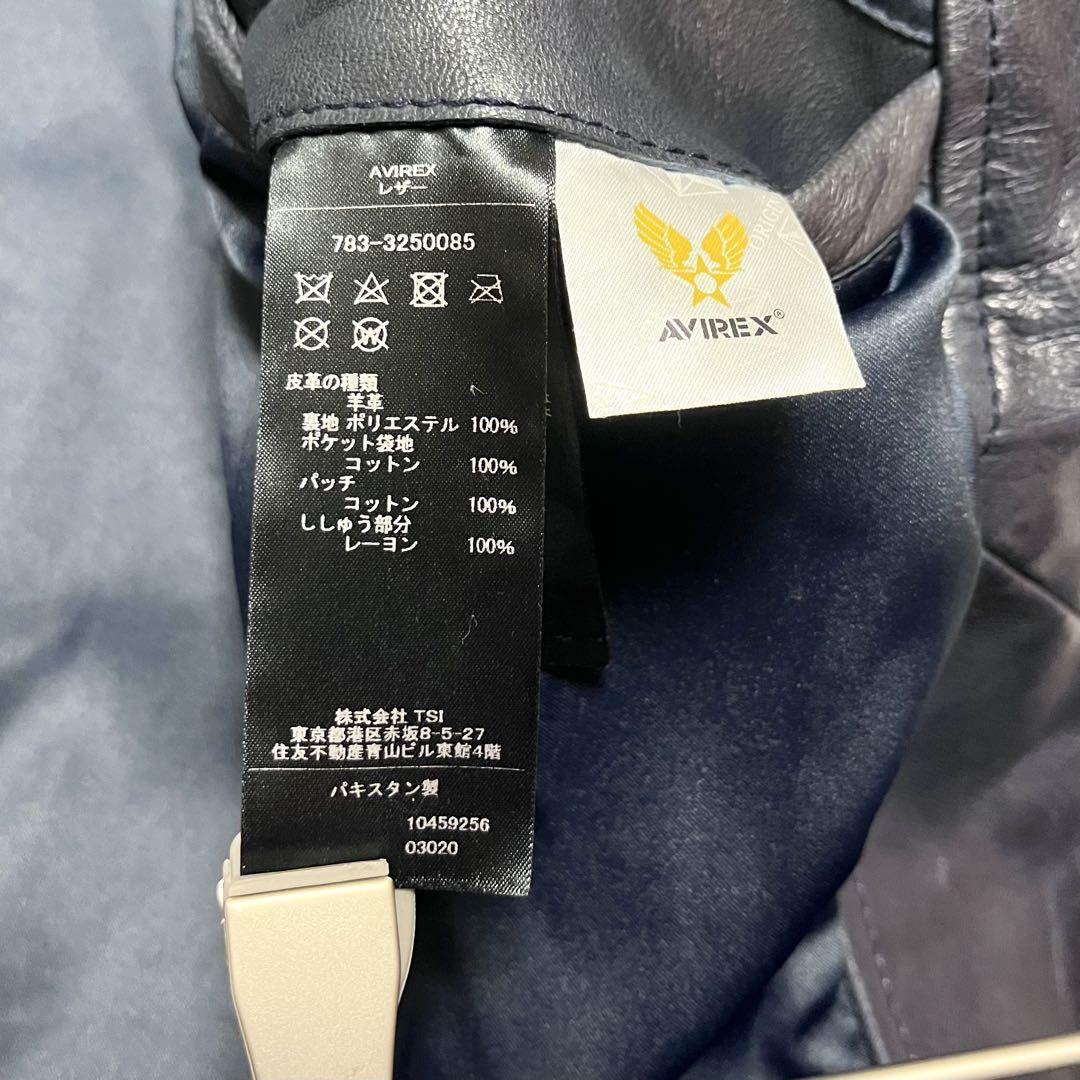 AVIREX
レザー
783-3250085
皮革の種類
羊革
裏地 ポリエステル 100%
ポケット袋地
コットン 100%
パッチ
コットン 100%
ししゅう部分
レーヨン 100%
株式会社 TSI
東京都港区赤坂8-5-27
住友不動産青山ビル東館4階
パキスタン製
10459256
03020
AVIREX®